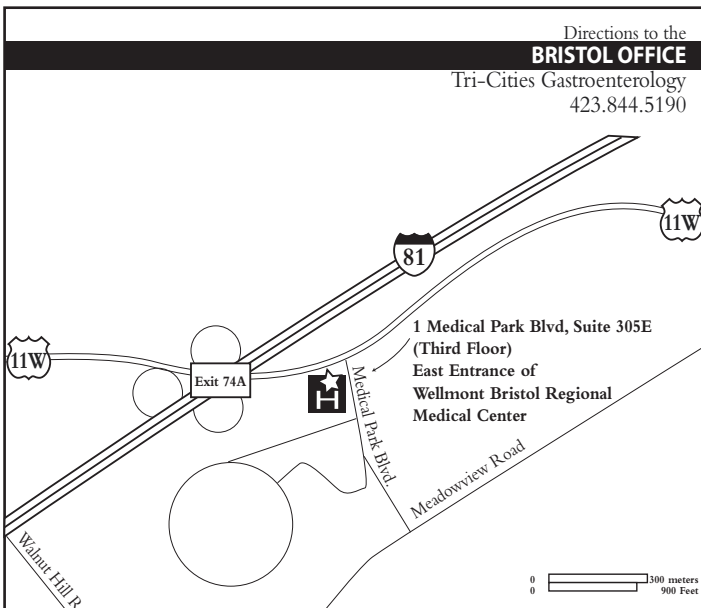 Directions to the
BRISTOL OFFICE
Tri-Cities Gastroenterology
423.844.5190
11W
81
1 Medical Park Blvd, Suite 305E
(Third Floor)
East Entrance of
Wellmont Bristol Regional
Medical Center
11W
Exit 74A
H
Medical Park Blvd.
Meadowview Road
Walnut Hill R
0 300 meters
0 900 Feet